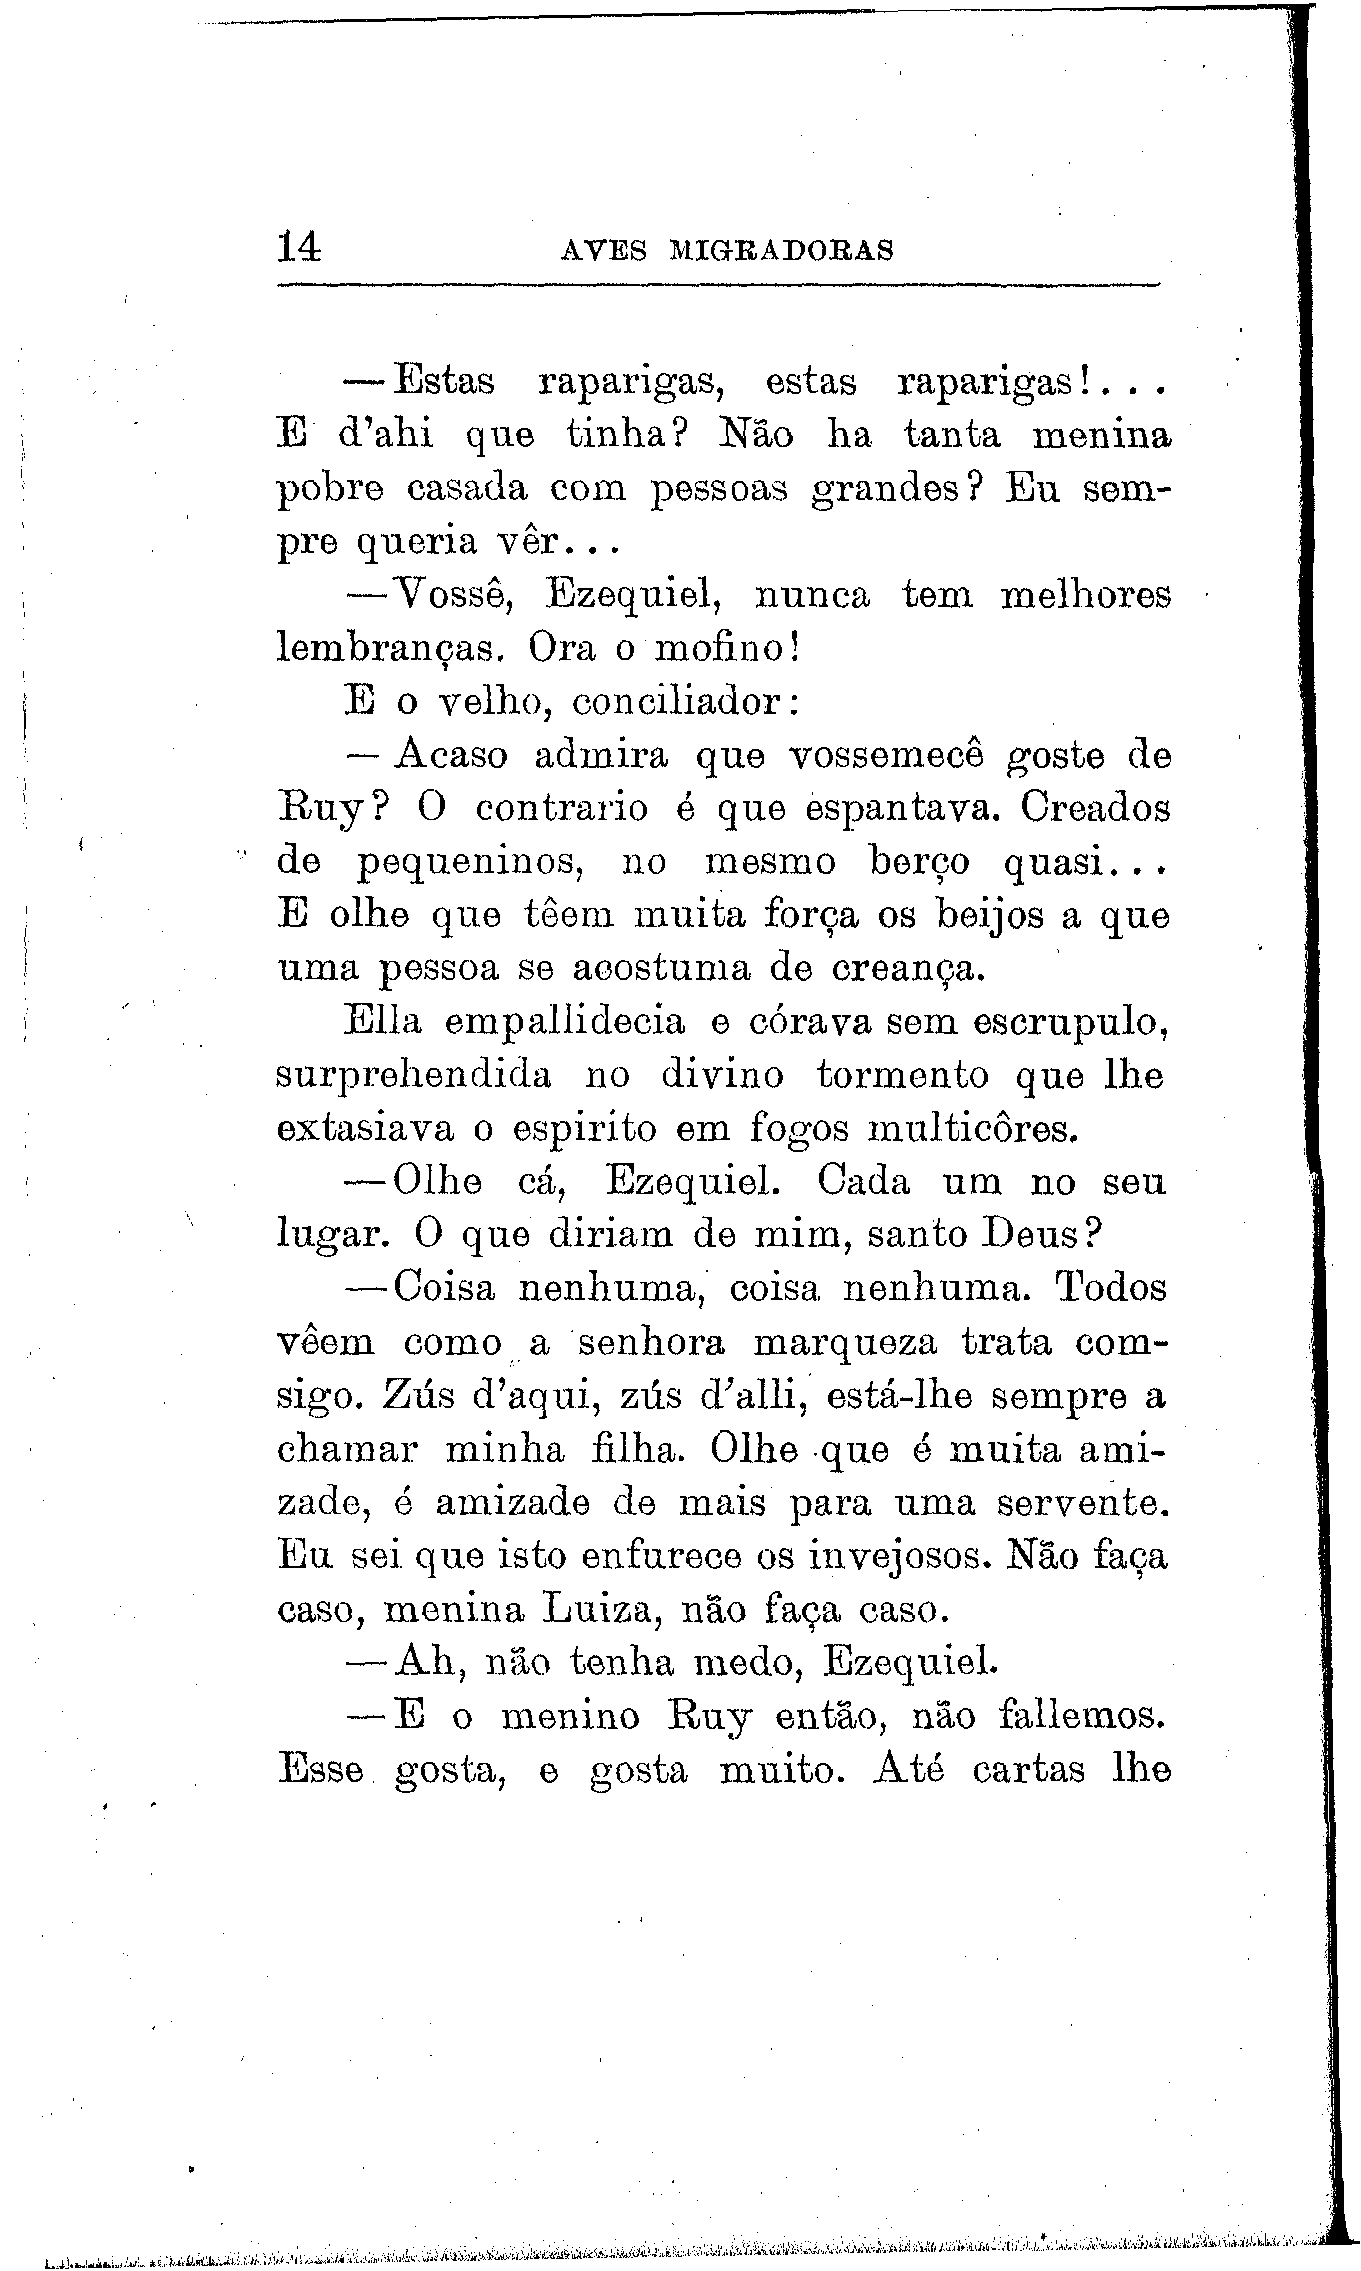 14 AVES MIGRADORAS
—Estas raparigas, estas raparigas!...
E d'ahi que tinha? Não ha tanta menina
pobre casada com pessoas grandes? Eu sem-
pre queria vêr...
—Vossê, Ezequiel, nunca tem melhores
lembranças. Ora o mofino!
E o velho, conciliador:
— Acaso admira que vossemecê goste de
Ruy? O contrario é que espantava. Creados
de pequeninos, no mesmo berço quasi...
E olhe que têem muita força os beijos a que
uma pessoa se acostuma de creança.
Ella empallidecia e córava sem escrupulo,
surprehendida no divino tormento que lhe
extasiava o espirito em fogos multicôres.
—Olhe cá, Ezequiel. Cada um no seu
lugar. O que diriam de mim, santo Deus?
—Coisa nenhuma, coisa nenhuma. Todos
vêem como a senhora marqueza trata com-
sigo. Zús d'aqui, zús d'alli, está-lhe sempre a
chamar minha filha. Olhe que é muita ami-
zade, é amizade de mais para uma servente.
Eu sei que isto enfurece os invejosos. Não faça
caso, menina Luiza, não faça caso.
—Ah, não tenha medo, Ezequiel.
—E o menino Ruy então, não fallemos.
Esse gosta, e gosta muito. Até cartas lhe